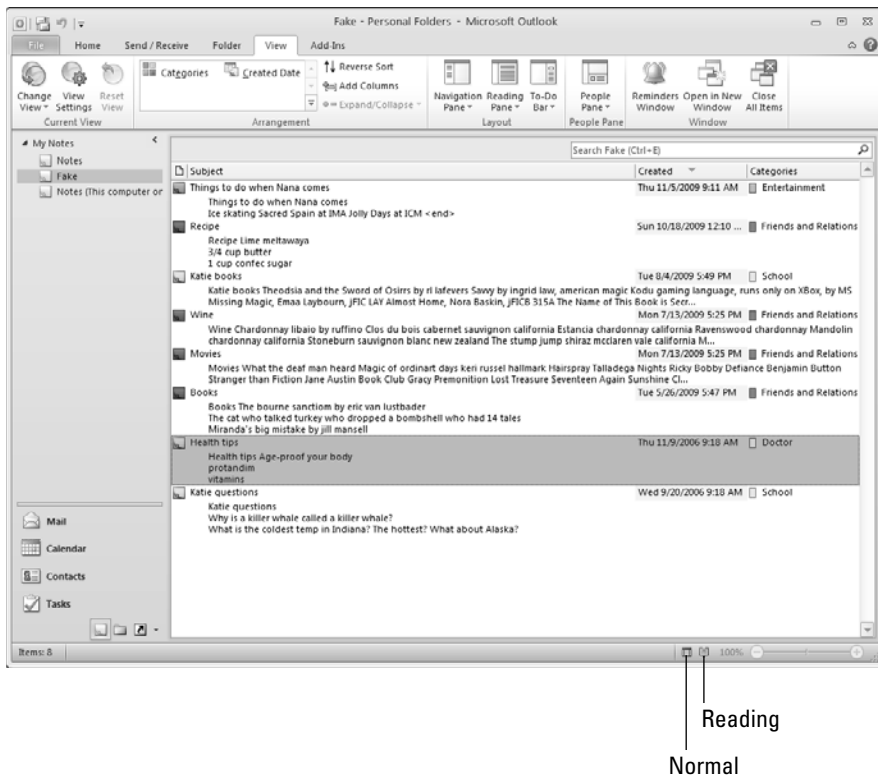 Fake - Personal Folders - Microsoft Outlook
File Home Send / Receive Folder View Add-Ins
Categories Created Date
Reverse Sort
Add Columns
Expand/Collapse
Change View View Settings Reset View
Navigation Pane Reading Pane To-Do Bar
People Pane
Reminders Window Open in New Window Close All Items
Current View Arrangement Layout People Pane Window
My Notes
Notes
Fake
Notes (This computer or
Search Fake (Ctrl+E)
Subject Created Categories
Things to do when Nana comes Thu 11/5/2009 9:11 AM Entertainment
Things to do when Nana comes
Ice skating Sacred Spain at IMA Jolly Days at ICM <end>
Recipe Sun 10/18/2009 12:10 ... Friends and Relations
Recipe Lime meltawaya
3/4 cup butter
1 cup confec sugar
Katie books Tue 8/4/2009 5:49 PM School
Katie books Theodsia and the Sword of Osirs by rl lafevers Savvy by ingrid law, american magic Kodu gaming language, runs only on XBox, by MS
Missing Magic, Emaa Laybourn, jFIC LAY Almost Home, Nora Baskin, jFICB 315A The Name of This Book is Secr...
Wine Mon 7/13/2009 5:25 PM Friends and Relations
Wine Chardonnay libaio by ruffino Clos du bois cabernet sauvignon california Estancia chardonnay california Ravenswood chardonnay Mandolin
chardonnay california Stoneburn sauvignon blanc new zealand The stump jump shiraz mcclaren vale california M...
Movies Mon 7/13/2009 5:25 PM Friends and Relations
Movies What the deaf man heard Magic of ordinart days keri russel hallmark Hairspray Talladega Nights Ricky Bobby Defiance Benjamin Button
Stranger than Fiction Jane Austin Book Club Gracy Premonition Lost Treasure Seventeen Again Sunshine Cl...
Books Tue 5/26/2009 5:47 PM Friends and Relations
Books The bourne sanctiom by eric van lustbader
The cat who talked turkey who dropped a bombshell who had 14 tales
Miranda's big mistake by jill mansell
Health tips Thu 11/9/2006 9:18 AM Doctor
Health tips Age-proof your body
protandim
vitamins
Katie questions Wed 9/20/2006 9:18 AM School
Katie questions
Why is a killer whale called a killer whale?
What is the coldest temp in Indiana? The hottest? What about Alaska?
Mail
Calendar
Contacts
Tasks
Items: 8 100%
Reading
Normal